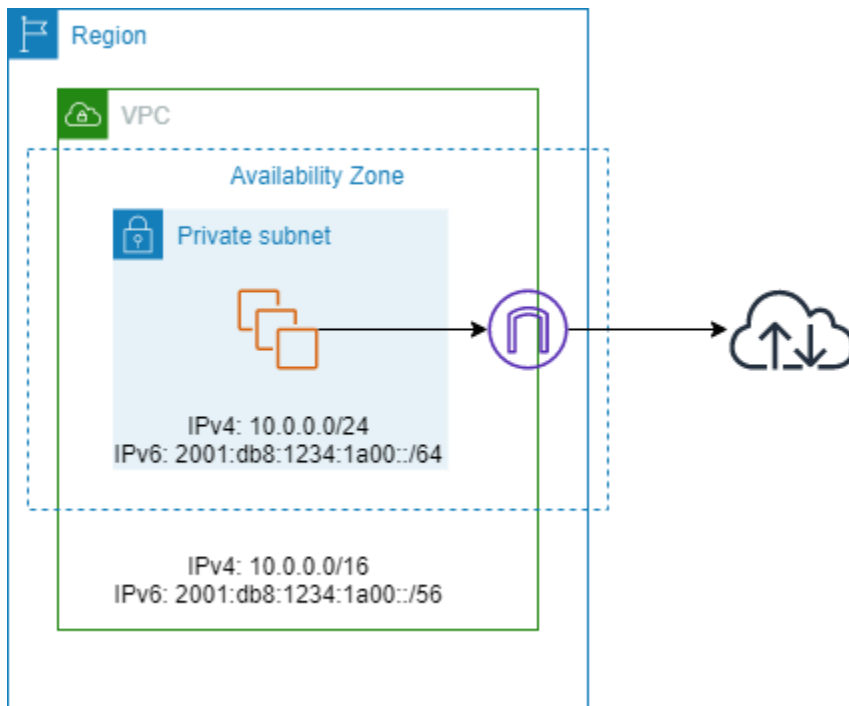 Region
VPC
Availability Zone
Private subnet
IPv4: 10.0.0.0/24
IPv6: 2001:db8:1234:1a00::/64
IPv4: 10.0.0.0/16
IPv6: 2001:db8:1234:1a00::/56